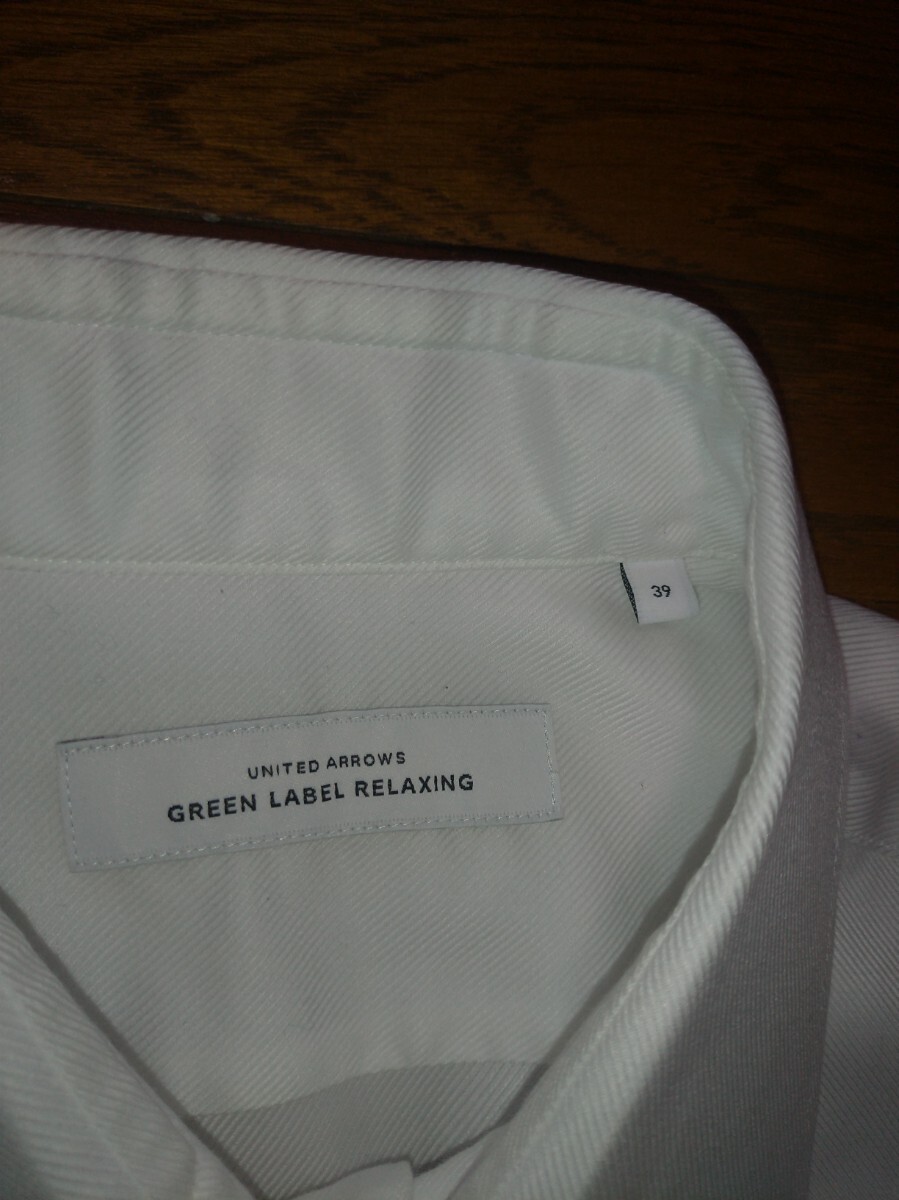 39
UNITED ARROWS
GREEN LABEL RELAXING